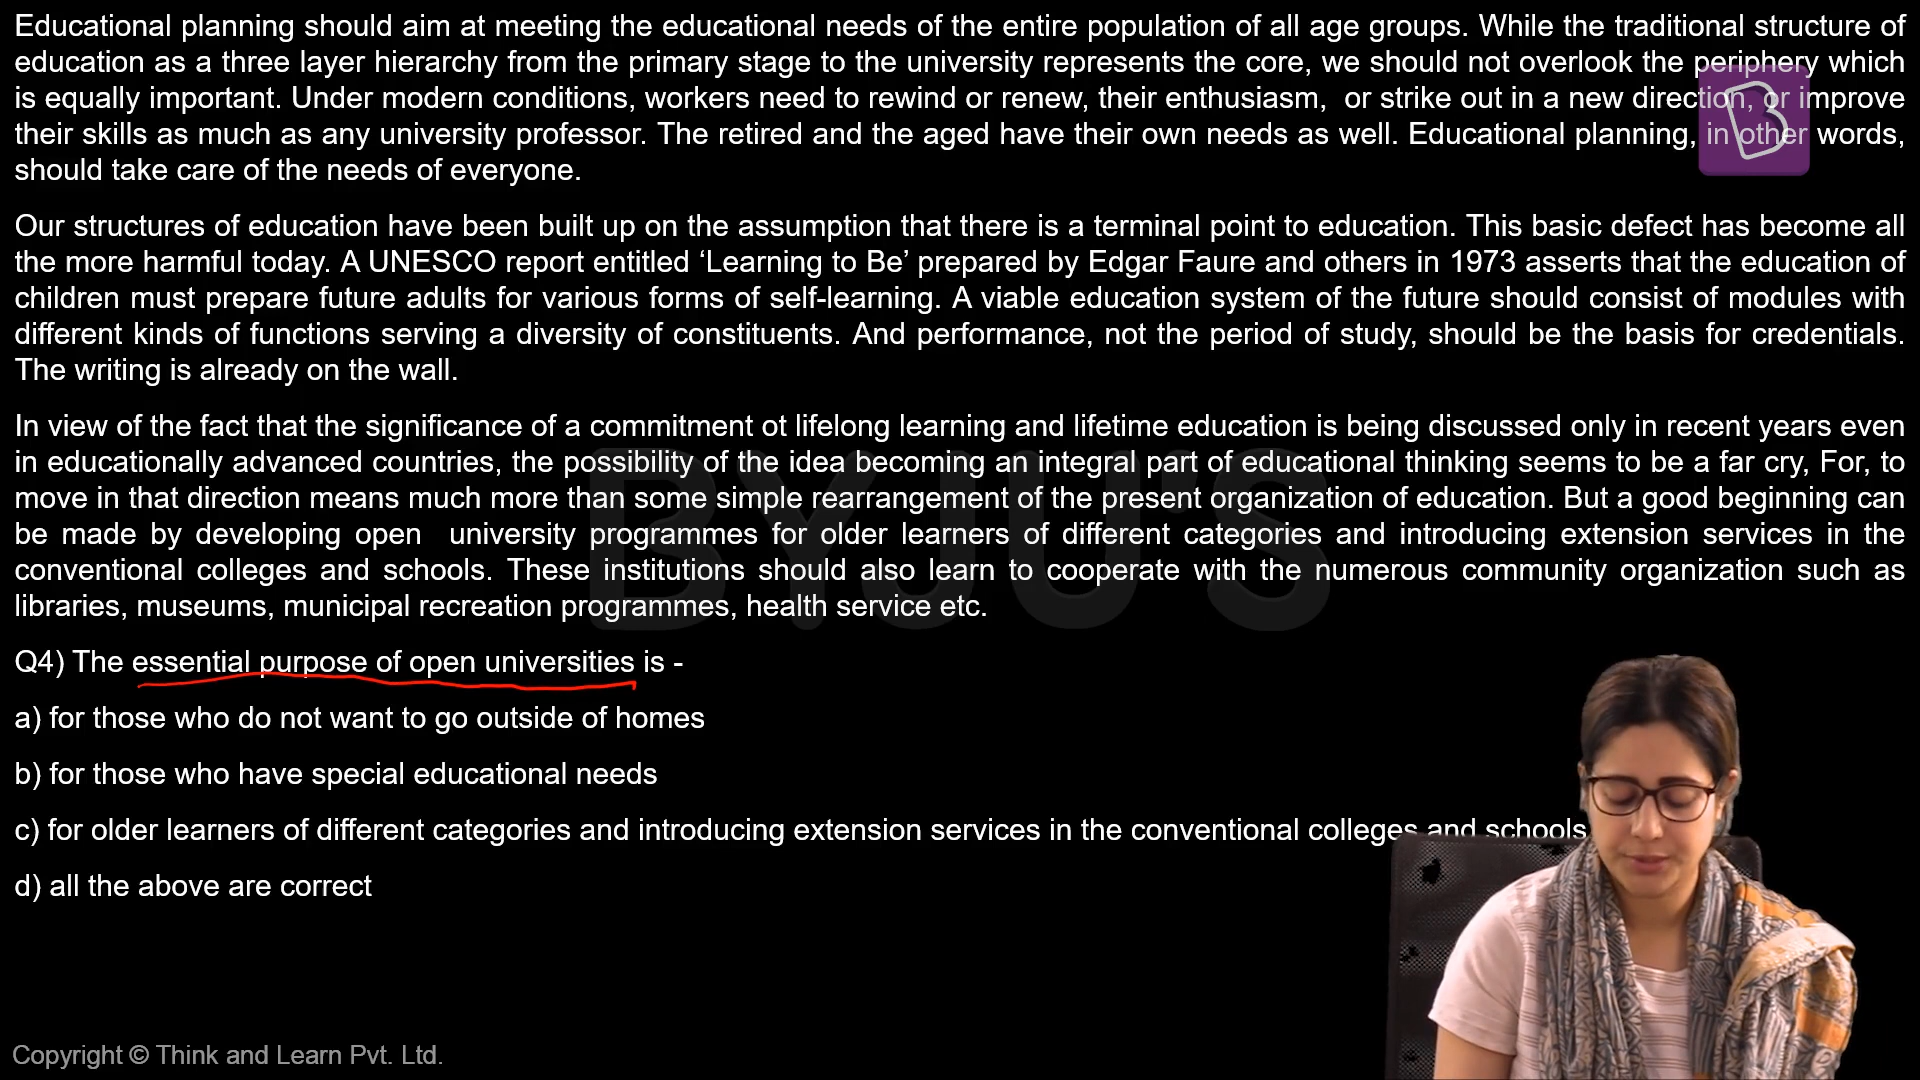 Educational planning should aim at meeting the educational needs of the entire population of all age groups. While the traditional structure of
education as a three layer hierarchy from the primary stage to the university represents the core, we should not overlook the periphery which
is equally important. Under modern conditions, workers need to rewind or renew, their enthusiasm, or strike out in a new direction, or improve
their skills as much as any university professor. The retired and the aged have their own needs as well. Educational planning, in other words,
should take care of the needs of everyone.
Our structures of education have been built up on the assumption that there is a terminal point to education. This basic defect has become all
the more harmful today. A UNESCO report entitled ‘Learning to Be’ prepared by Edgar Faure and others in 1973 asserts that the education of
children must prepare future adults for various forms of self-learning. A viable education system of the future should consist of modules with
different kinds of functions serving a diversity of constituents. And performance, not the period of study, should be the basis for credentials.
The writing is already on the wall.
In view of the fact that the significance of a commitment ot lifelong learning and lifetime education is being discussed only in recent years even
in educationally advanced countries, the possibility of the idea becoming an integral part of educational thinking seems to be a far cry, For, to
move in that direction means much more than some simple rearrangement of the present organization of education. But a good beginning can
be made by developing open university programmes for older learners of different categories and introducing extension services in the
conventional colleges and schools. These institutions should also learn to cooperate with the numerous community organization such as
libraries, museums, municipal recreation programmes, health service etc.
BYJU'S
Q4) The essential purpose of open universities is -
a) for those who do not want to go outside of homes
b) for those who have special educational needs
c) for older learners of different categories and introducing extension services in the conventional colleges and schools
d) all the above are correct
Copyright © Think and Learn Pvt. Ltd.